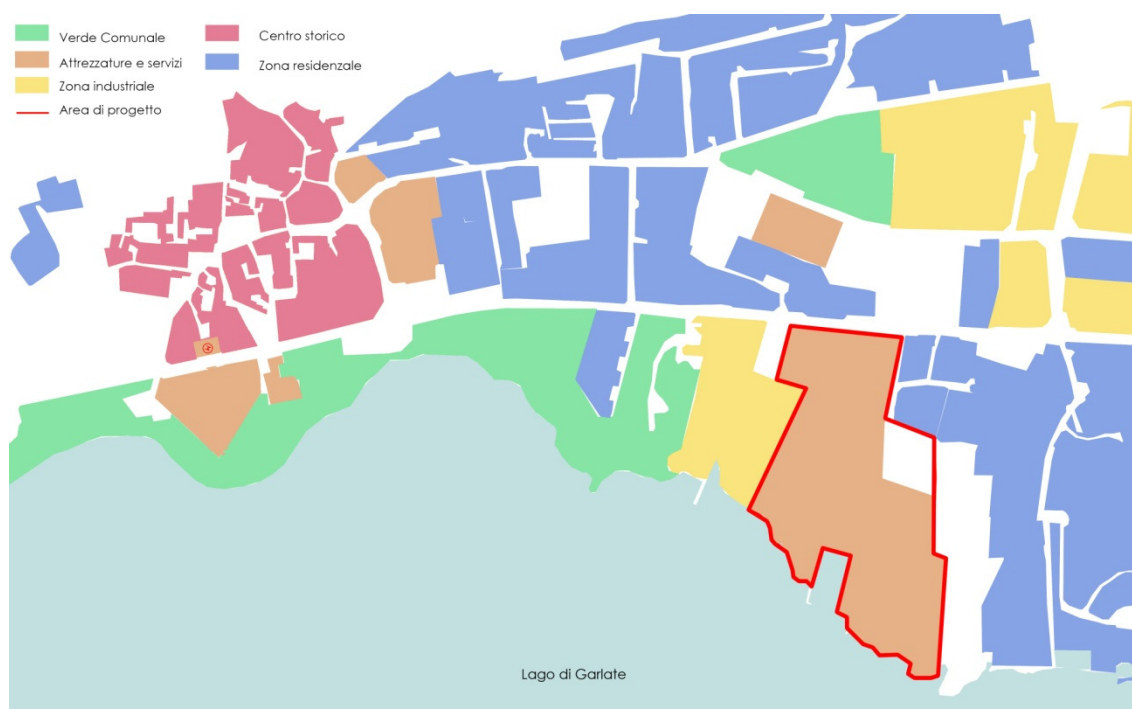 Verde Comunale
Attrezzature e servizi
Zona industriale
Area di progetto
Centro storico
Zona residenzale
Lago di Garlate